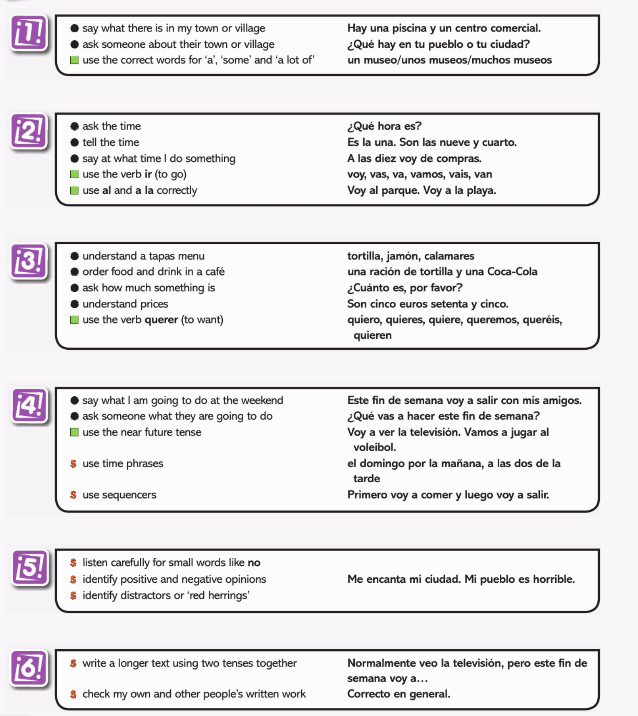 ¡1!
say what there is in my town or village Hay una piscina y un centro comercial.
ask someone about their town or village ¿Qué hay en tu pueblo o tu ciudad?
use the correct words for 'a', 'some' and 'a lot of' un museo/unos museos/muchos museos
¡2!
ask the time ¿Qué hora es?
tell the time Es la una. Son las nueve y cuarto.
say at what time I do something A las diez voy de compras.
use the verb ir (to go) voy, vas, va, vamos, vais, van
use al and a la correctly Voy al parque. Voy a la playa.
¡3!
understand a tapas menu tortilla, jamón, calamares
order food and drink in a café una ración de tortilla y una Coca-Cola
ask how much something is ¿Cuánto es, por favor?
understand prices Son cinco euros setenta y cinco.
use the verb querer (to want) quiero, quieres, quiere, queremos, queréis,
quieren
¡4!
say what I am going to do at the weekend Este fin de semana voy a salir con mis amigos.
ask someone what they are going to do ¿Qué vas a hacer este fin de semana?
use the near future tense Voy a ver la televisión. Vamos a jugar al
voleibol.
$ use time phrases el domingo por la mañana, a las dos de la
tarde
$ use sequencers Primero voy a comer y luego voy a salir.
¡5!
$ listen carefully for small words like no
$ identify positive and negative opinions Me encanta mi ciudad. Mi pueblo es horrible.
$ identify distractors or 'red herrings'
¡6!
$ write a longer text using two tenses together Normalmente veo la televisión, pero este fin de
semana voy a…
$ check my own and other people's written work Correcto en general.